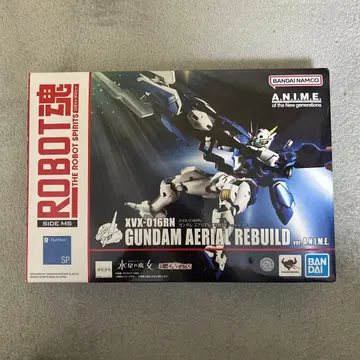 ROBOT魂
THE ROBOT SPIRITS
SIDE MS
R-Number
SP
BANDAI NAMCO
A.N.I.M.E.
of the New generations
XVX-016RN
GUNDAM AERIAL REBUILD ver. A.N.I.M.E.
水星の魔女
BANDAI